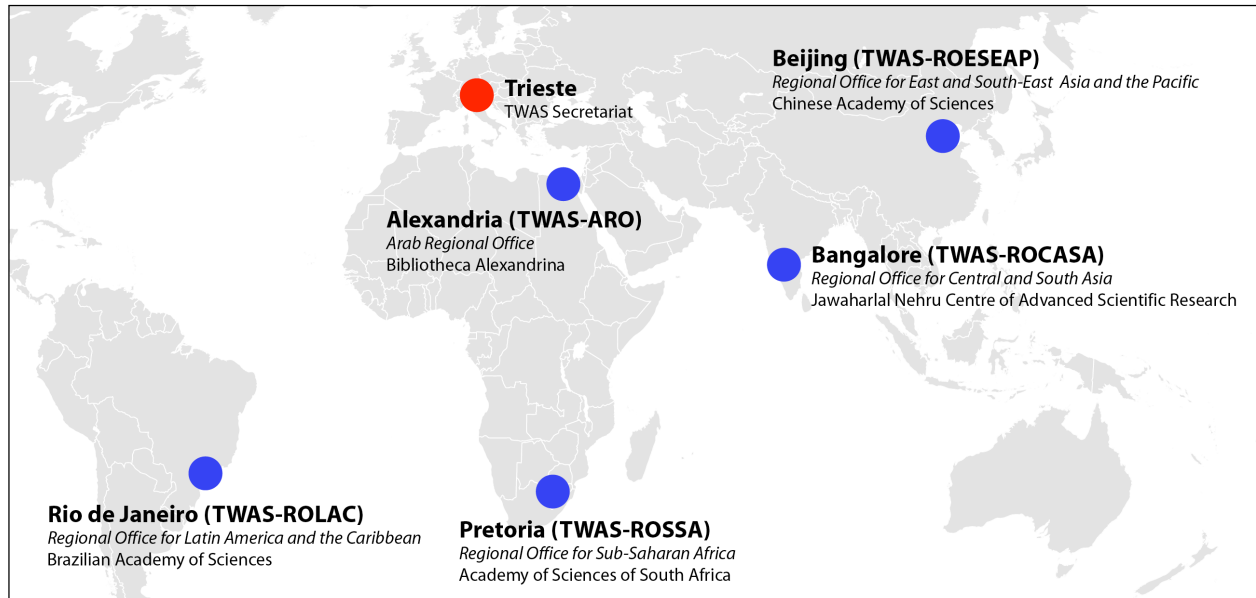 Trieste
TWAS Secretariat
Beijing (TWAS-ROESEAP)
Regional Office for East and South-East Asia and the Pacific
Chinese Academy of Sciences
Alexandria (TWAS-ARO)
Arab Regional Office
Bibliotheca Alexandrina
Bangalore (TWAS-ROCASA)
Regional Office for Central and South Asia
Jawaharlal Nehru Centre of Advanced Scientific Research
Rio de Janeiro (TWAS-ROLAC)
Regional Office for Latin America and the Caribbean
Brazilian Academy of Sciences
Pretoria (TWAS-ROSSA)
Regional Office for Sub-Saharan Africa
Academy of Sciences of South Africa